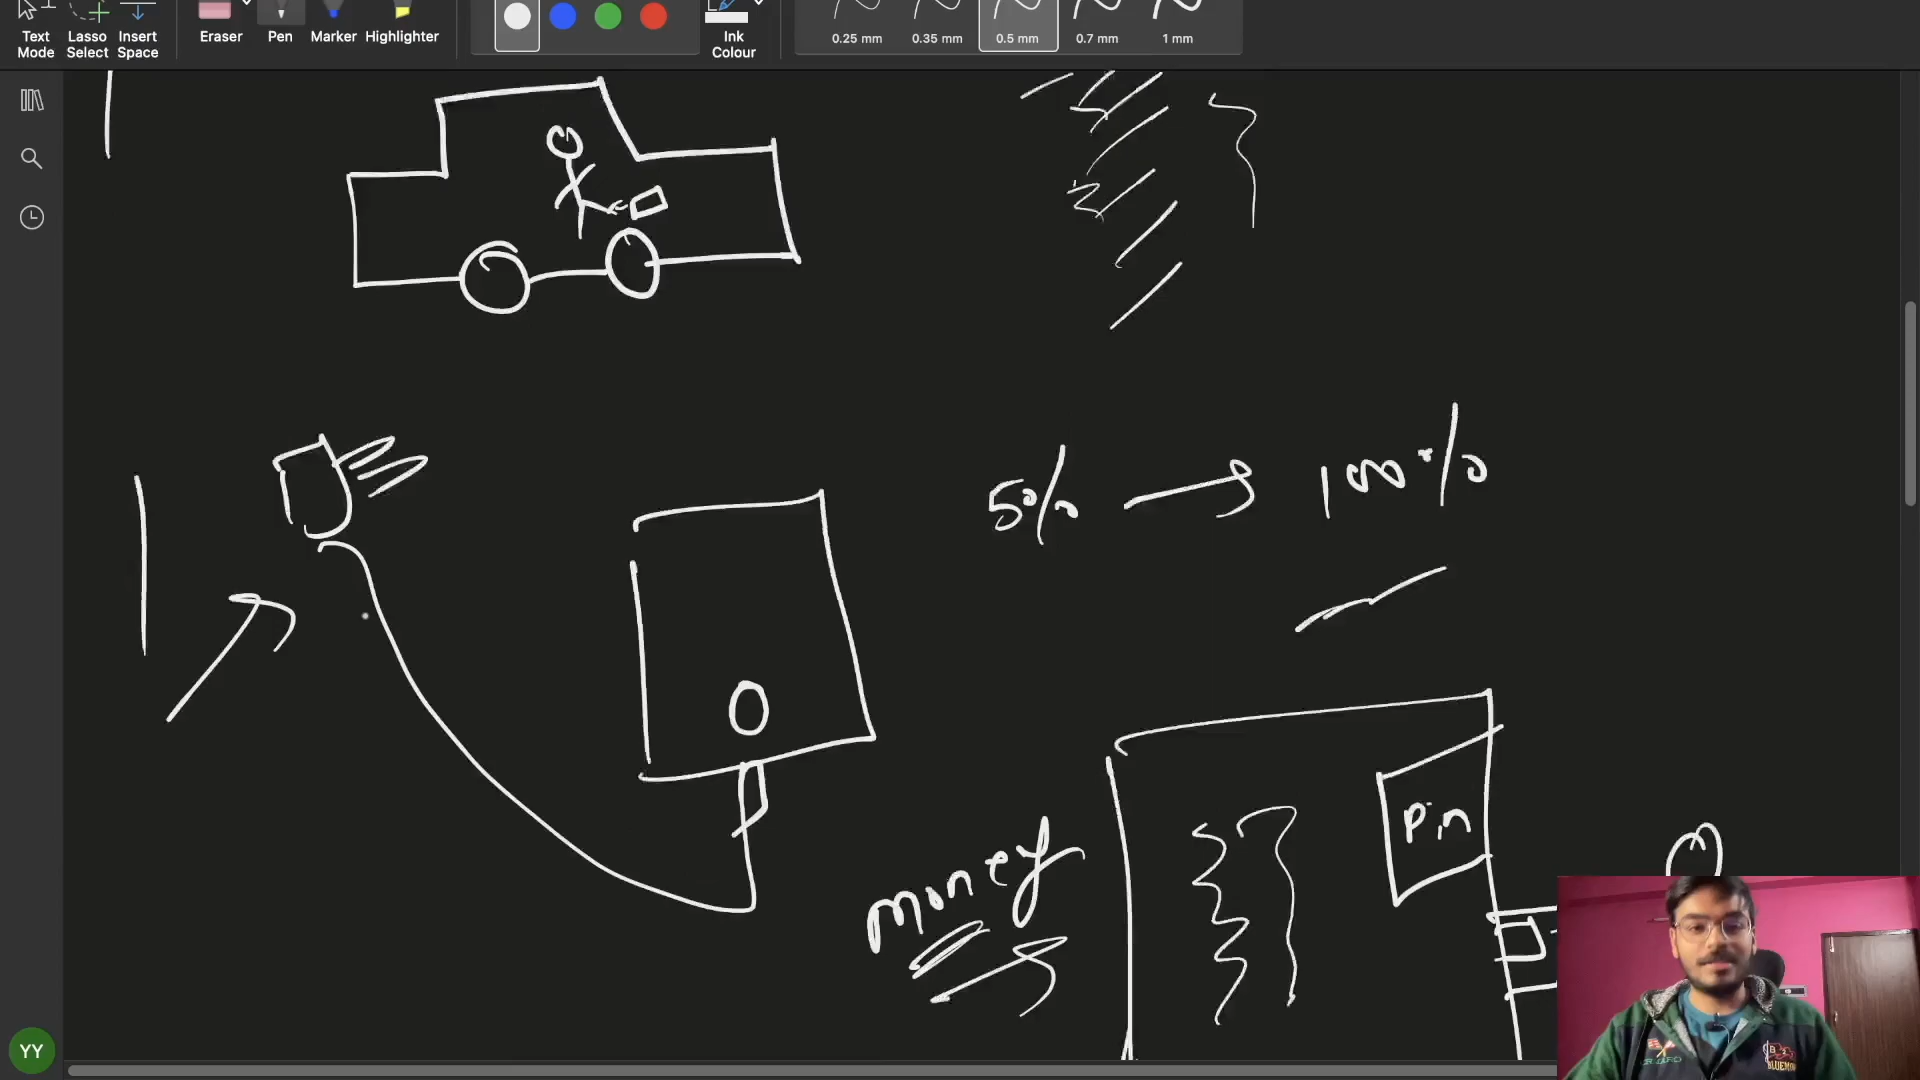 Text Mode
Lasso Select
Insert Space
Eraser
Pen
Marker
Highlighter
Ink Colour
0.25 mm
0.35 mm
0.5 mm
0.7 mm
1 mm
5% → 100%
Pin
money
YY